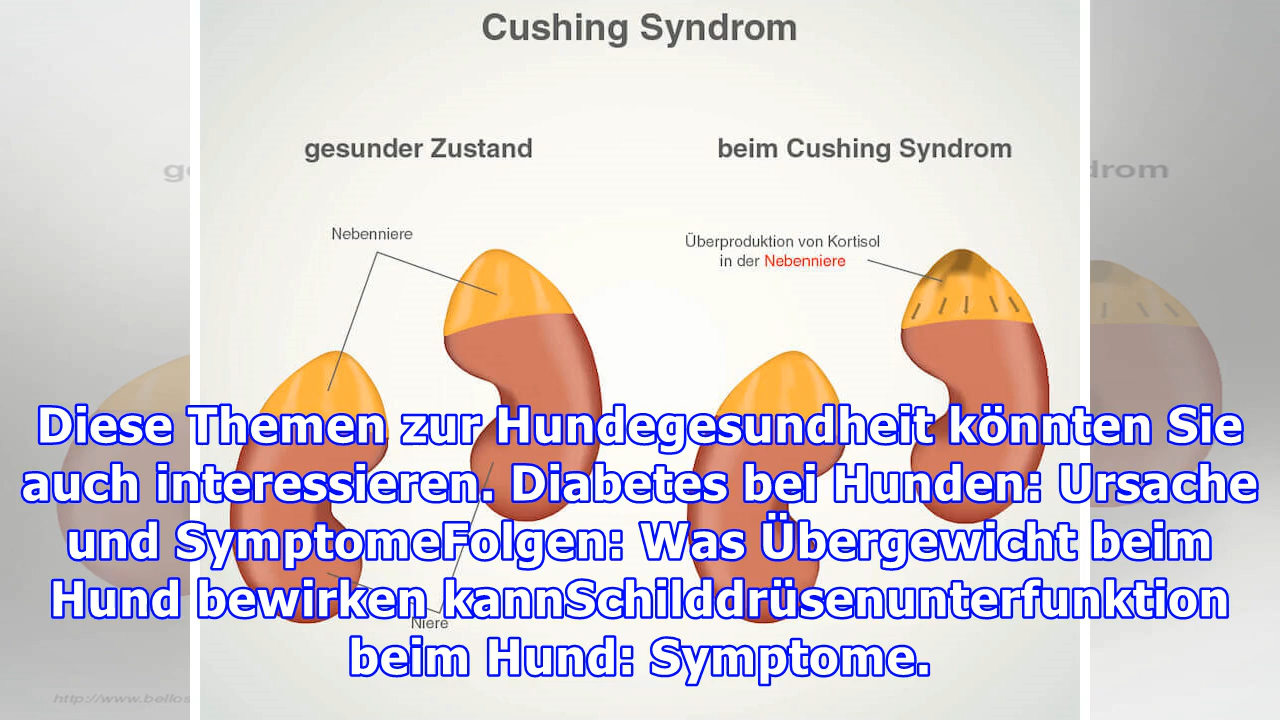 Cushing Syndrom
gesunder Zustand
beim Cushing Syndrom
Nebenniere
Überproduktion von Kortisol
in der Nebenniere
Diese Themen zur Hundegesundheit könnten Sie
auch interessieren. Diabetes bei Hunden: Ursache
und SymptomeFolgen: Was Übergewicht beim
Hund bewirken kannSchilddrüsenunterfunktion
beim Hund: Symptome.
Niere